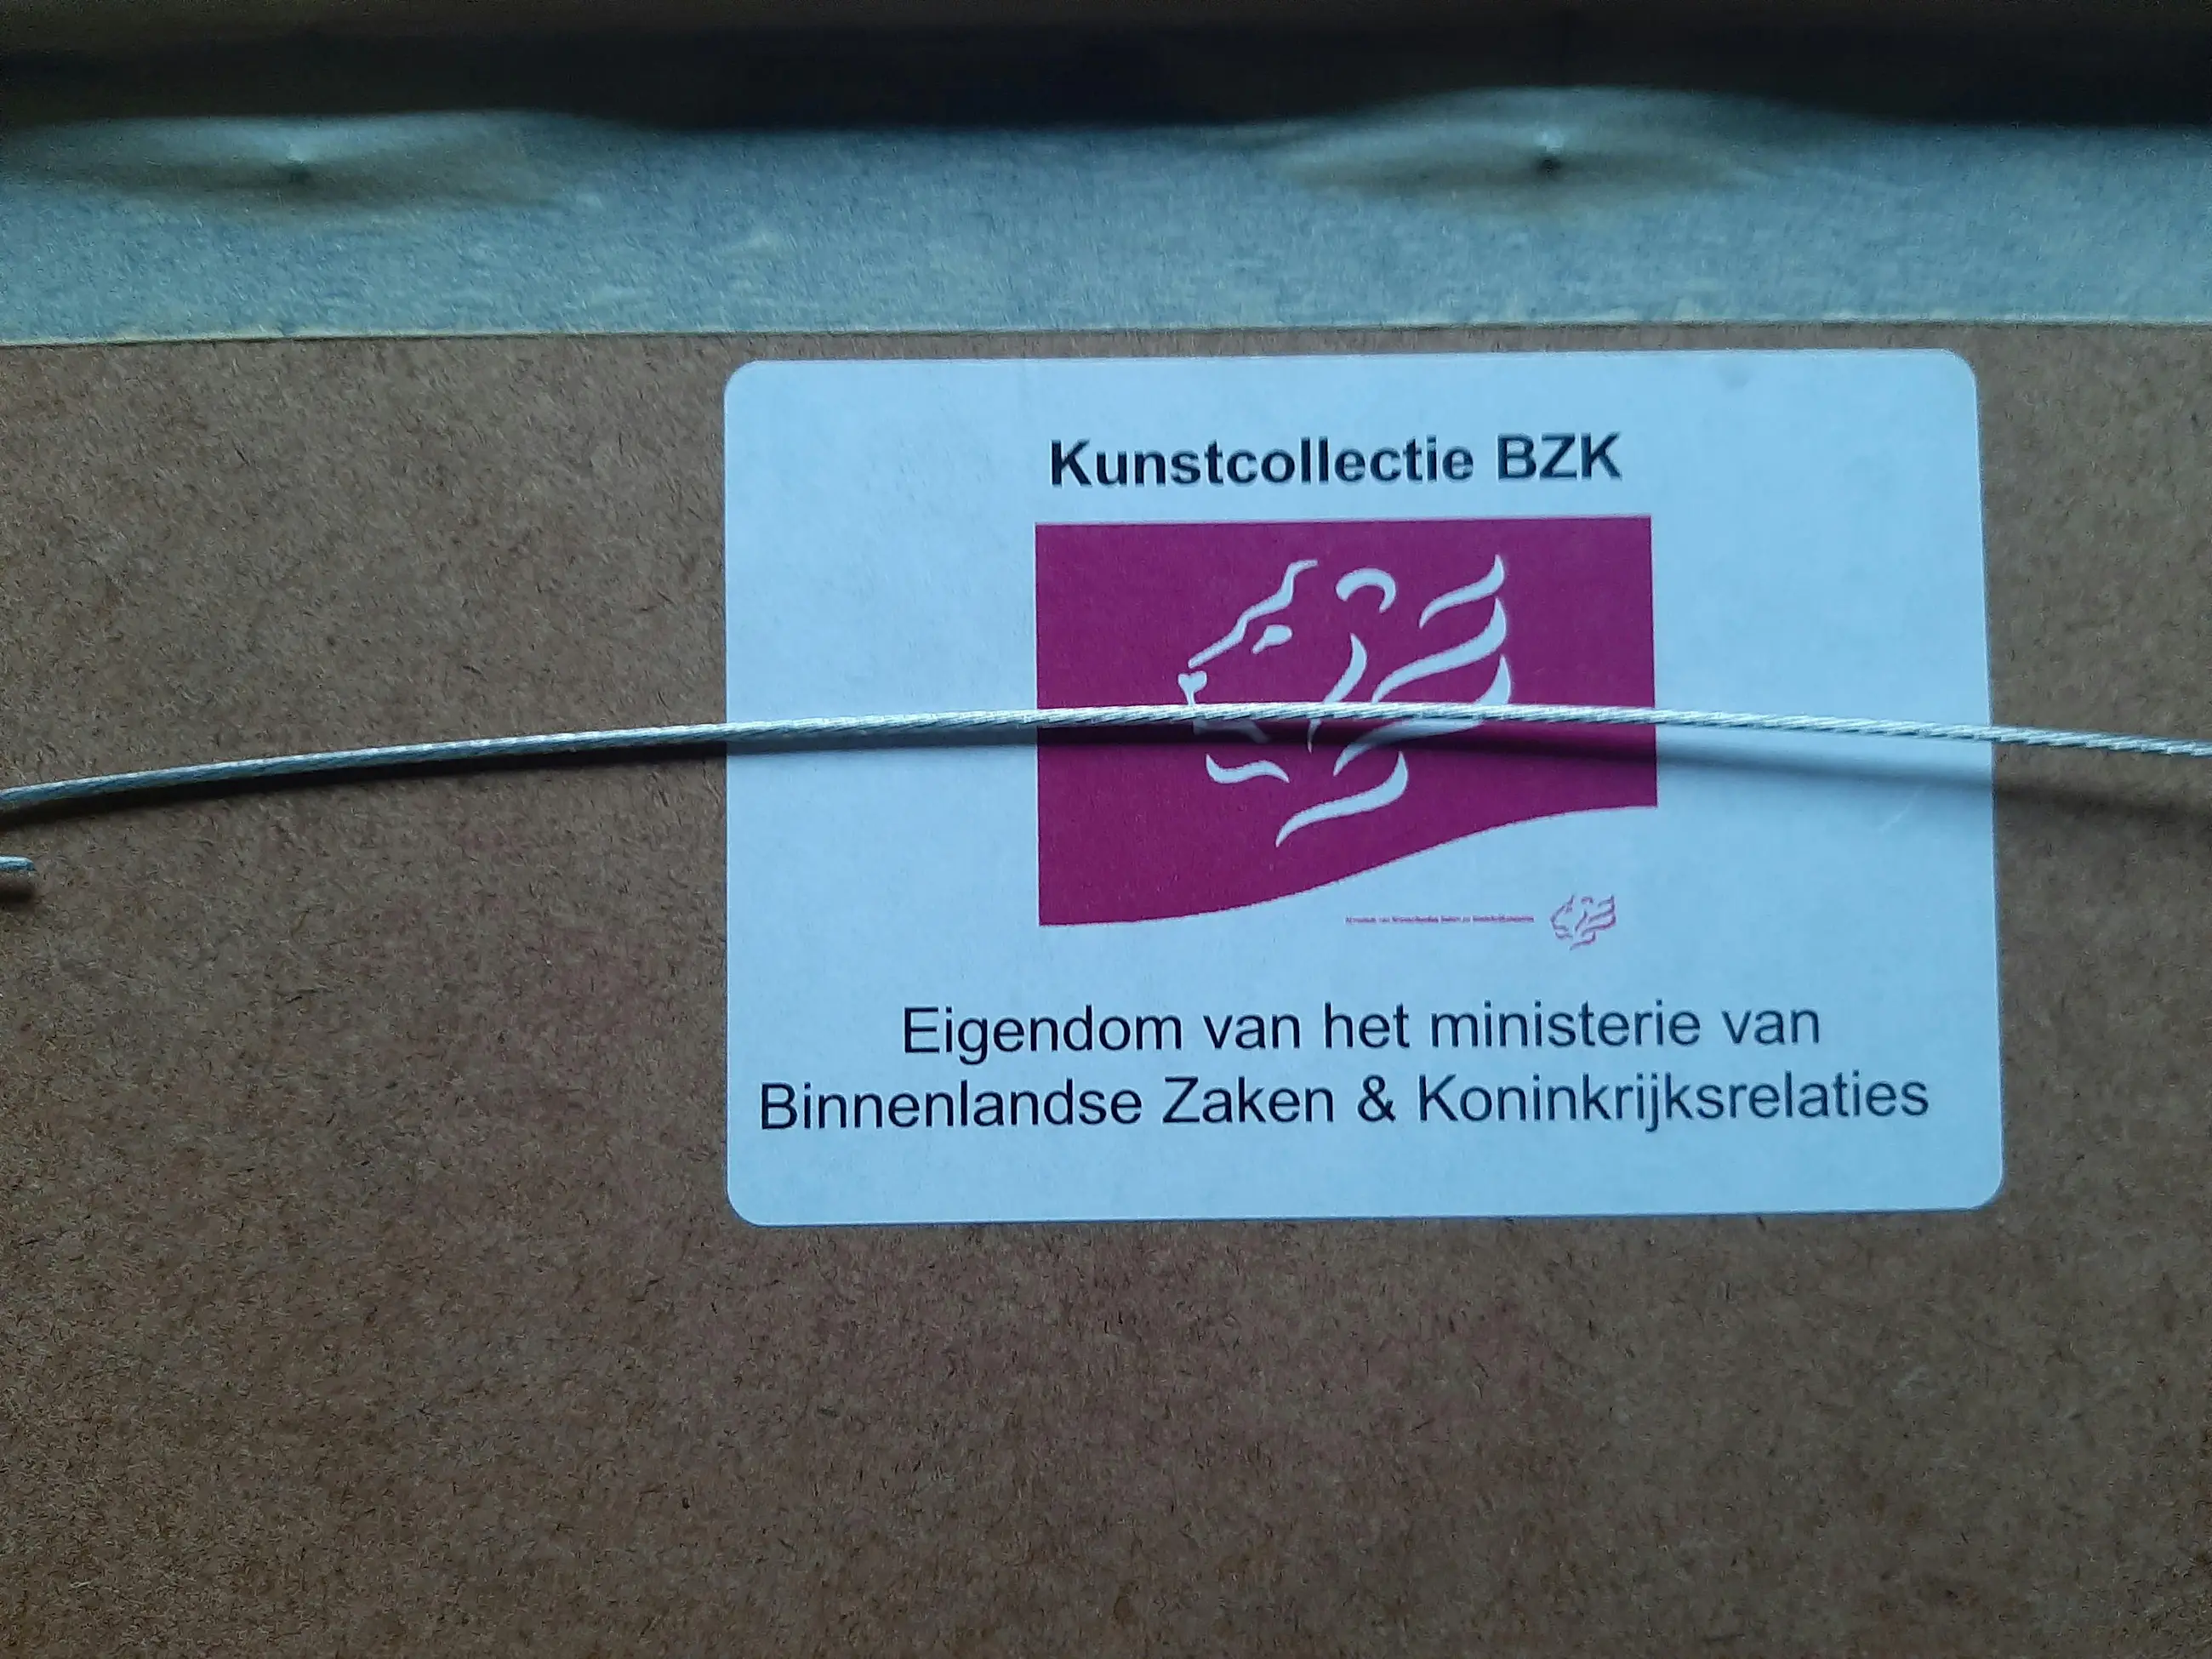 Kunstcollectie BZK
Eigendom van het ministerie van
Binnenlandse Zaken & Koninkrijksrelaties